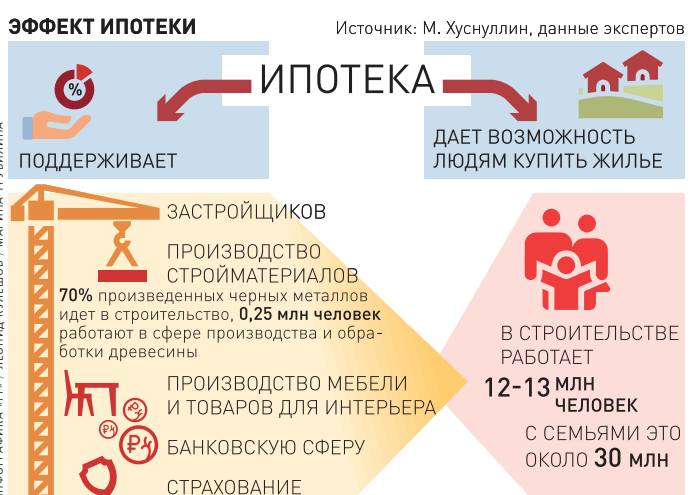 ЭФФЕКТ ИПОТЕКИ
Источник: М. Хуснуллин, данные экспертов
ИПОТЕКА
%
ПОДДЕРЖИВАЕТ
ДАЕТ ВОЗМОЖНОСТЬ
ЛЮДЯМ КУПИТЬ ЖИЛЬЕ
ЗАСТРОЙЩИКОВ
ПРОИЗВОДСТВО
СТРОЙМАТЕРИАЛОВ
70% произведенных черных металлов
идет в строительство, 0,25 млн человек
работают в сфере производства и обра-
ботки древесины
ПРОИЗВОДСТВО МЕБЕЛИ
И ТОВАРОВ ДЛЯ ИНТЕРЬЕРА
БАНКОВСКУЮ СФЕРУ
СТРАХОВАНИЕ
В СТРОИТЕЛЬСТВЕ
РАБОТАЕТ
12-13 МЛН
ЧЕЛОВЕК
С СЕМЬЯМИ ЭТО
ОКОЛО 30 МЛН